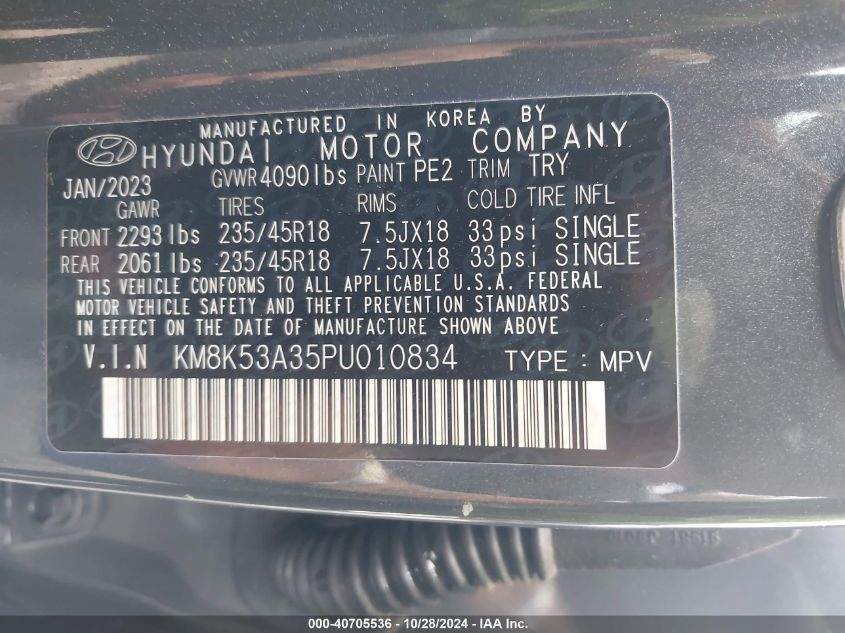 MANUFACTURED IN KOREA BY
HYUNDAI MOTOR COMPANY
JAN/2023 GVWR 4090lbs PAINT PE2 TRIM TRY
GAWR TIRES RIMS COLD TIRE INFL
FRONT 2293lbs 235/45R18 7.5JX18 33psi SINGLE
REAR 2061lbs 235/45R18 7.5JX18 33psi SINGLE
THIS VEHICLE CONFORMS TO ALL APPLICABLE U.S.A. FEDERAL
MOTOR VEHICLE SAFETY AND THEFT PREVENTION STANDARDS
IN EFFECT ON THE DATE OF MANUFACTURE SHOWN ABOVE
V.I.N KM8K53A35PU010834 TYPE : MPV
000-40705536 | 10/28/2024 - IAA Inc.